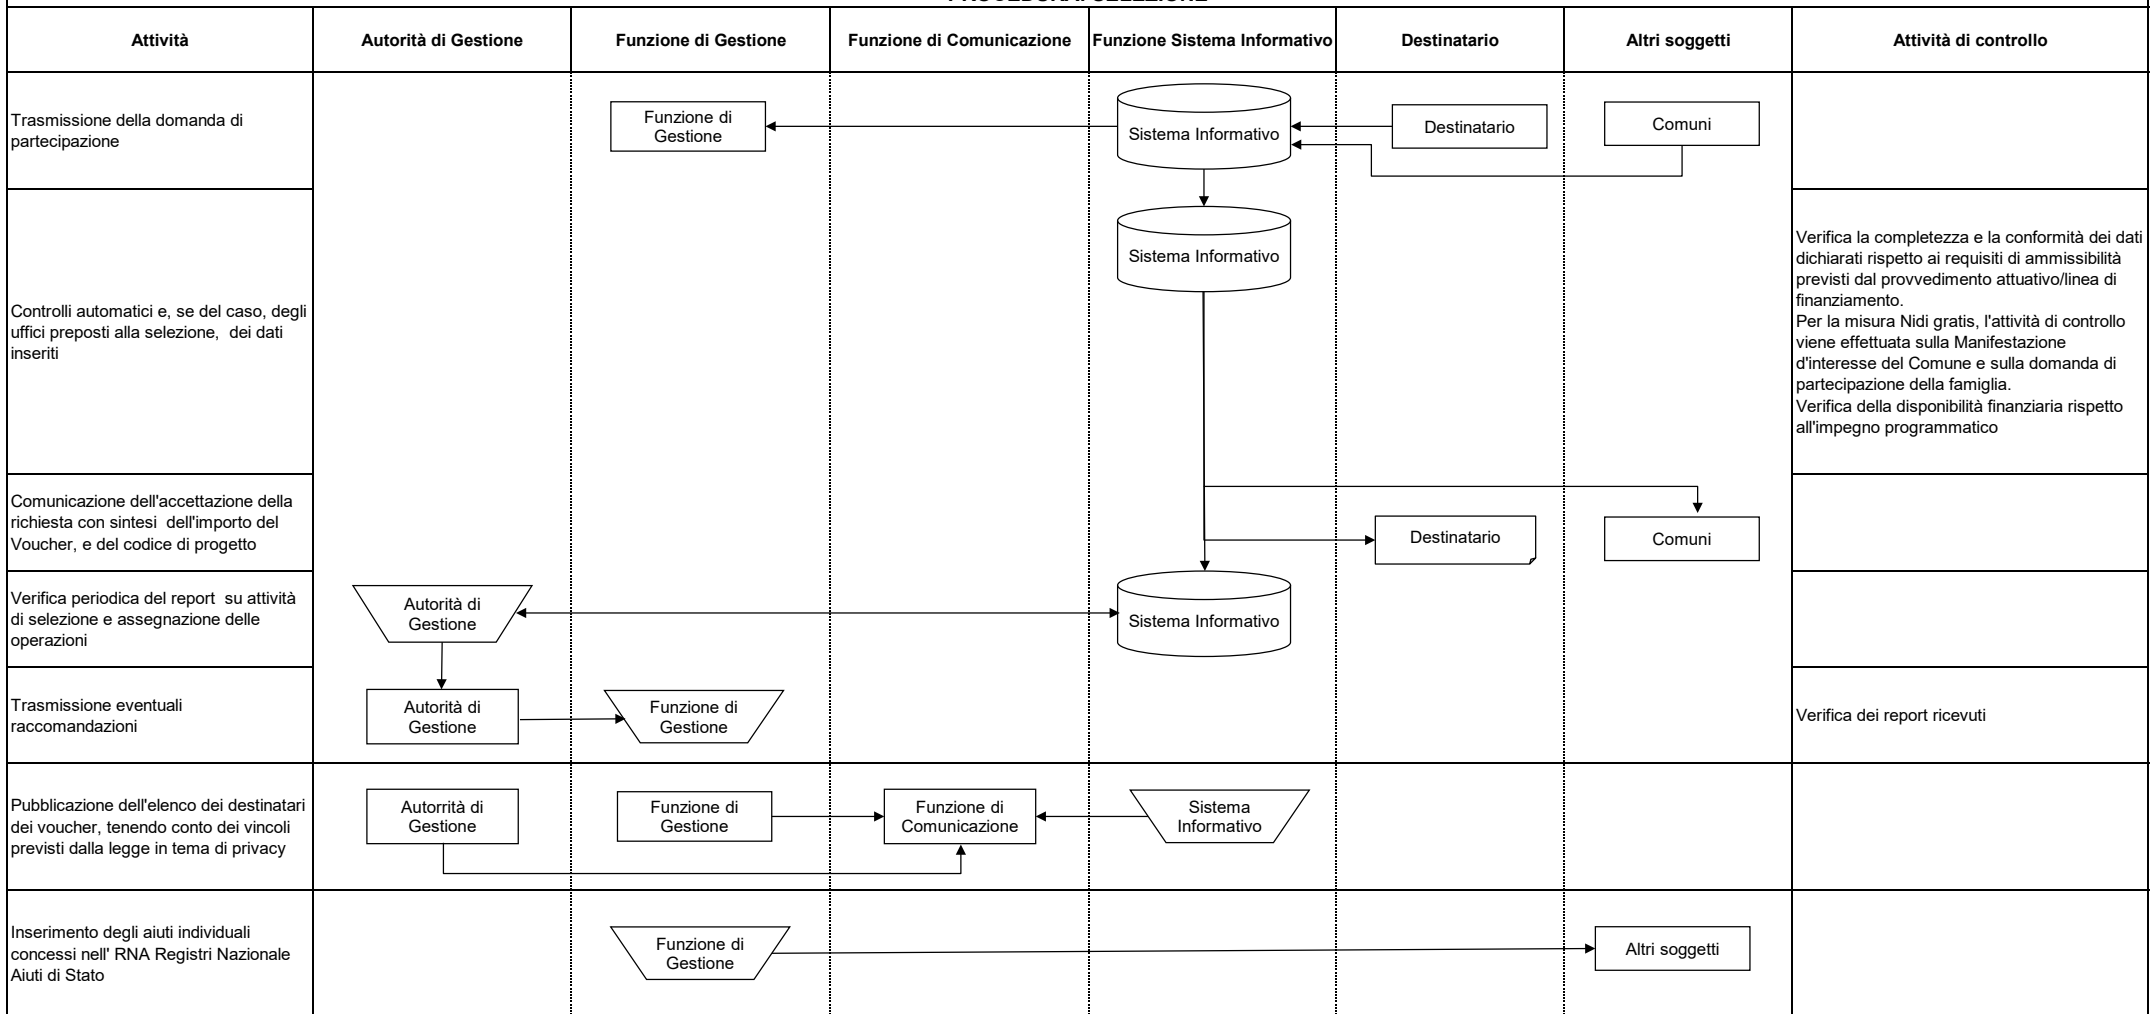 Attività
Autorità di Gestione
Funzione di Gestione
Funzione di Comunicazione
Funzione Sistema Informativo
Destinatario
Altri soggetti
Attività di controllo
Trasmissione della domanda di
partecipazione
Funzione di
Gestione
Sistema Informativo
Destinatario
Comuni
Controlli automatici e, se del caso, degli
uffici preposti alla selezione, dei dati
inseriti
Sistema Informativo
Verifica la completezza e la conformità dei dati
dichiarati rispetto ai requisiti di ammissibilità
previsti dal provvedimento attuativo/linea di
finanziamento.
Per la misura Nidi gratis, l'attività di controllo
viene effettuata sulla Manifestazione
d'interesse del Comune e sulla domanda di
partecipazione della famiglia.
Verifica della disponibilità finanziaria rispetto
all'impegno programmatico
Comunicazione dell'accettazione della
richiesta con sintesi dell'importo del
Voucher, e del codice di progetto
Destinatario
Comuni
Verifica periodica del report su attività
di selezione e assegnazione delle
operazioni
Autorità di
Gestione
Sistema Informativo
Trasmissione eventuali
raccomandazioni
Autorità di
Gestione
Funzione di
Gestione
Verifica dei report ricevuti
Pubblicazione dell'elenco dei destinatari
dei voucher, tenendo conto dei vincoli
previsti dalla legge in tema di privacy
Autorrità di
Gestione
Funzione di
Gestione
Funzione di
Comunicazione
Sistema
Informativo
Inserimento degli aiuti individuali
concessi nell' RNA Registri Nazionale
Aiuti di Stato
Funzione di
Gestione
Altri soggetti